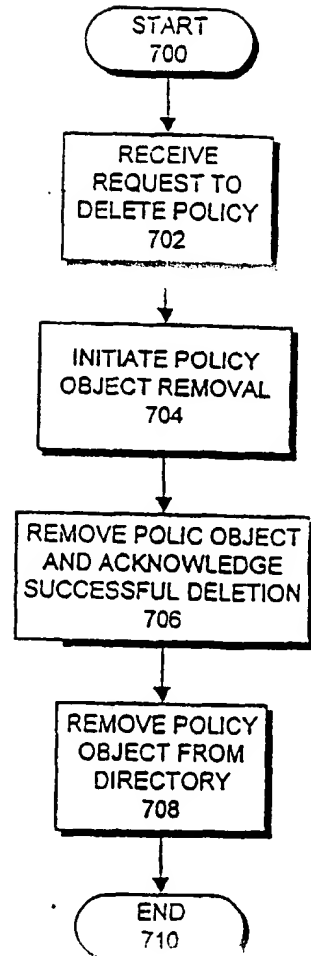 START
700
RECEIVE
REQUEST TO
DELETE POLICY
702
INITIATE POLICY
OBJECT REMOVAL
704
REMOVE POLIC OBJECT
AND ACKNOWLEDGE
SUCCESSFUL DELETION
706
REMOVE POLICY
OBJECT FROM
DIRECTORY
708
END
710